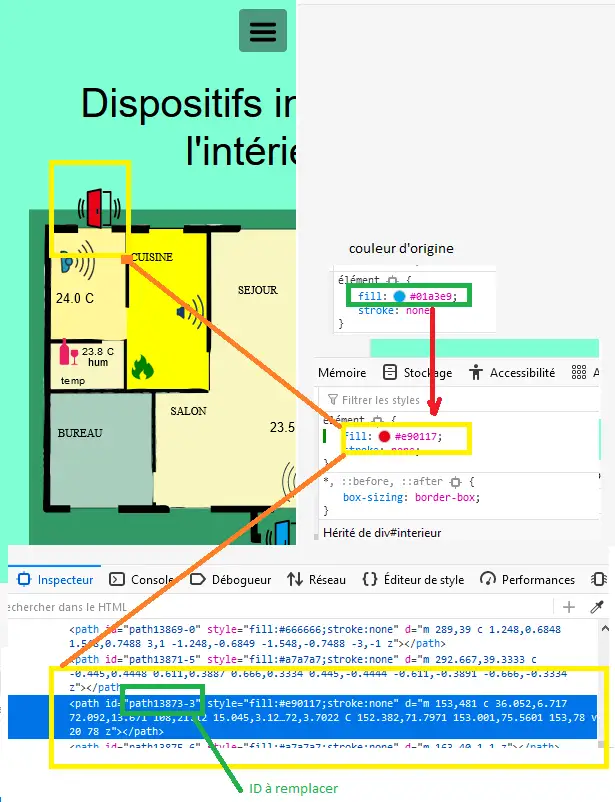 Dispositifs in
l'intérie
CUISINE
24.0 C
SEJOUR
23.8 C
hum
temp
SALON
BUREAU
23.5
couleur d'origine
élément {
fill: #01a3e9;
stroke: none
}
Mémoire Stockage Accessibilité A
Filtrer les styles
élément {
fill: #e90117;
stroke: none;
}
*, ::before, ::after {
box-sizing: border-box;
}
Hérité de div#interieur
Inspecteur Console Débogueur Réseau Éditeur de style Performances
echercher dans le HTML
<path id="path13869-0" style="fill:#666666;stroke:none" d="m 289,39 c 1.248,0.6848
1.548,0.7488 3,1 -1.248,-0.6849 -1.548,-0.7488 -3,-1 z"></path>
<path id="path13871-5" style="fill:#a7a7a7;stroke:none" d="m 292.667,39.3333 c
-0.445,0.4448 0.611,0.3887 0.666,0.3334 0.445,-0.4444 -0.611,-0.3891 -0.666,-0.3334
z"></path>
<path id="path13873-3" style="fill:#e90117;stroke:none" d="m 153,481 c 36.052,6.717
72.092,13.671 108,21.12 15.045,3.12…72,3.7022 C 152.382,71.7971 153.001,75.5601 153,78 v
20 78 z"></path>
<path id="path13875-6" style="fill:#a7a7a7;stroke:none" d="m 163,40 1,1 z"
ID à remplacer